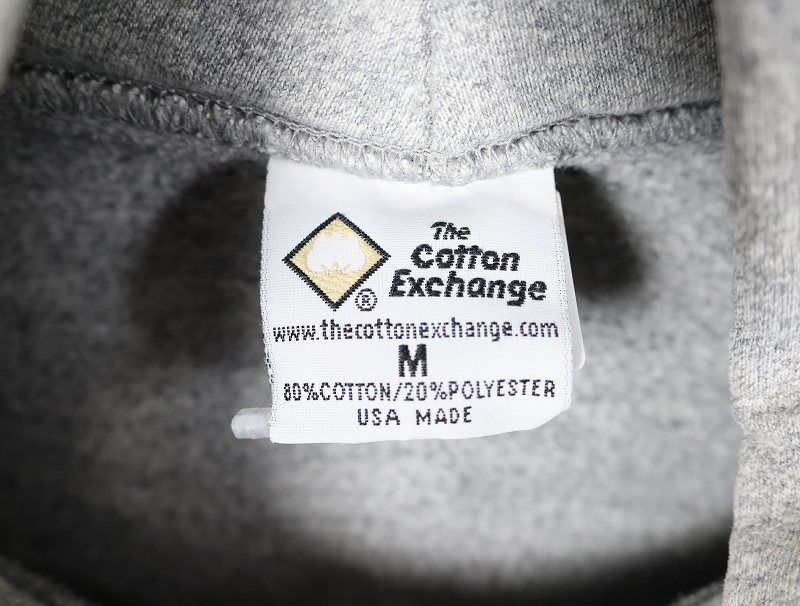 The
Cotton
Exchange
®
www.thecottonexchange.com
M
80%COTTON/20%POLYESTER
USA MADE